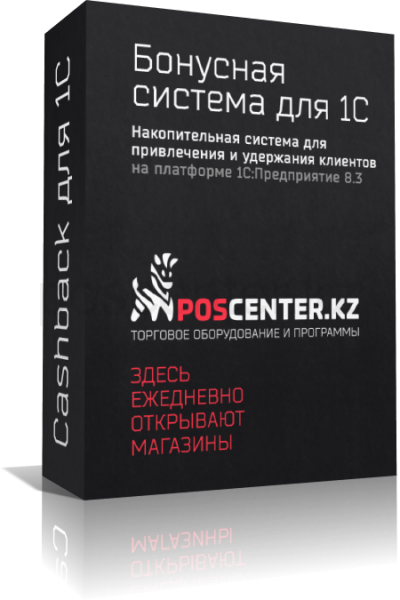 Бонусная
система для 1С
Накопительная система для
привлечения и удержания клиентов
на платформе 1С:Предприятие 8.3
POSCENTER.KZ
ТОРГОВОЕ ОБОРУДОВАНИЕ И ПРОГРАММЫ
ЗДЕСЬ
ЕЖЕДНЕВНО
ОТКРЫВАЮТ
МАГАЗИНЫ
Cashback для 1С